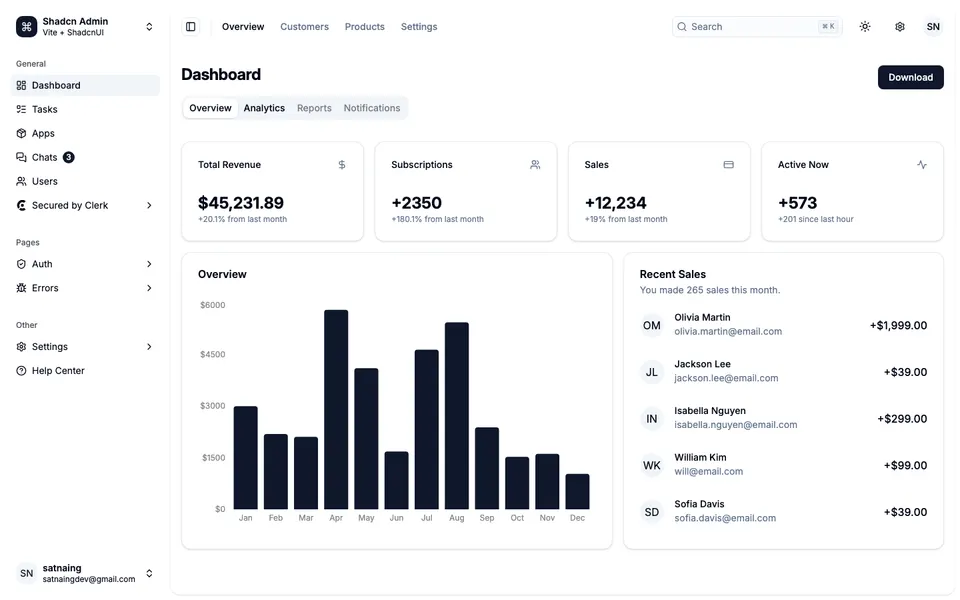 Shadcn Admin
Vite + ShadcnUI
General
Dashboard
Tasks
Apps
Chats 3
Users
Secured by Clerk
Pages
Auth
Errors
Other
Settings
Help Center
SN
satnaing
satnaingdev@gmail.com
Overview Customers Products Settings
Search ⌘ K
SN
Dashboard
Download
Overview Analytics Reports Notifications
Total Revenue
$45,231.89
+20.1% from last month
Subscriptions
+2350
+180.1% from last month
Sales
+12,234
+19% from last month
Active Now
+573
+201 since last hour
Overview
$6000
$4500
$3000
$1500
$0
Jan Feb Mar Apr May Jun Jul Aug Sep Oct Nov Dec
Recent Sales
You made 265 sales this month.
OM
Olivia Martin
olivia.martin@email.com
+$1,999.00
JL
Jackson Lee
jackson.lee@email.com
+$39.00
IN
Isabella Nguyen
isabella.nguyen@email.com
+$299.00
WK
William Kim
will@email.com
+$99.00
SD
Sofia Davis
sofia.davis@email.com
+$39.00